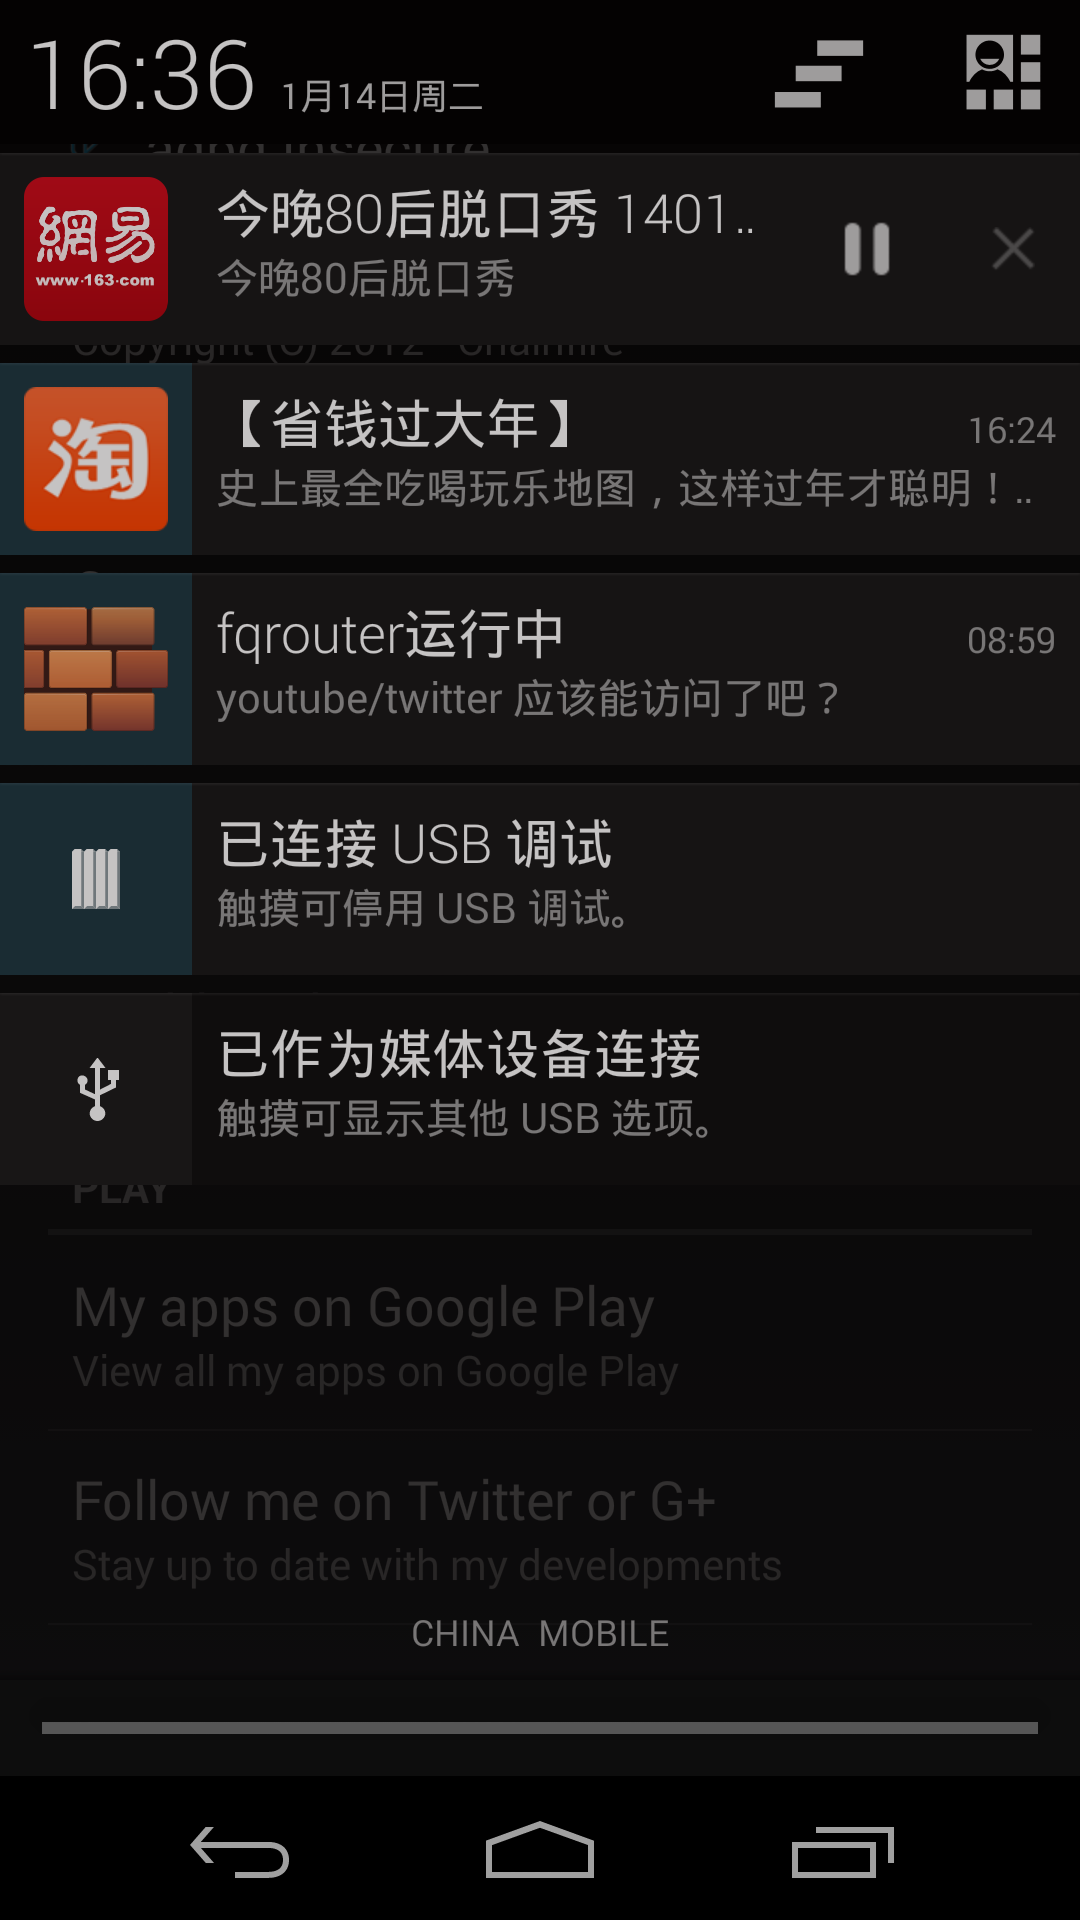 16:36 1月14日周二
adbd Insecure
網易
www.163.com
今晚80后脱口秀 1401..
今晚80后脱口秀
Copyright (C) 2012 - Chainfire
淘
【省钱过大年】
16:24
史上最全吃喝玩乐地图，这样过年才聪明！..
fqrouter运行中
08:59
youtube/twitter 应该能访问了吧？
已连接 USB 调试
触摸可停用 USB 调试。
已作为媒体设备连接
触摸可显示其他 USB 选项。
PLAY
My apps on Google Play
View all my apps on Google Play
Follow me on Twitter or G+
Stay up to date with my developments
CHINA MOBILE